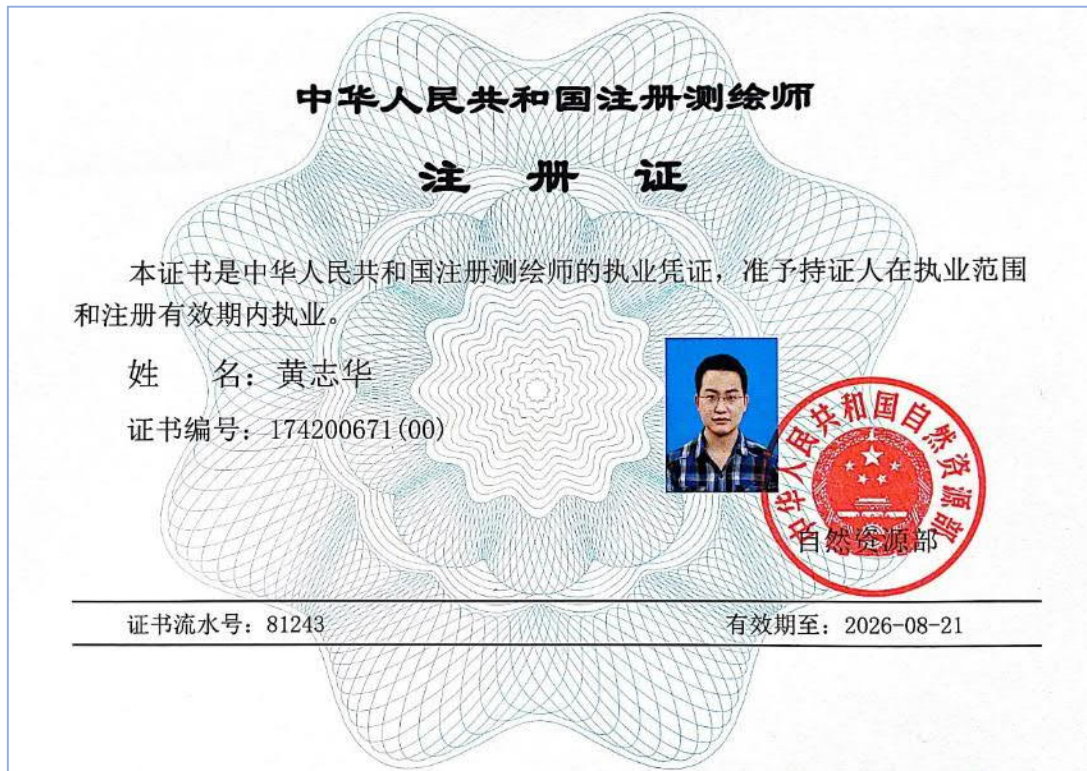 中华人民共和国注册测绘师
注 册 证
本证书是中华人民共和国注册测绘师的执业凭证，准予持证人在执业范围
和注册有效期内执业。
姓 名：黄志华
证书编号：174200671(00)
中华人民共和国自然资源部
自然资源部
证书流水号：81243
有效期至：2026-08-21